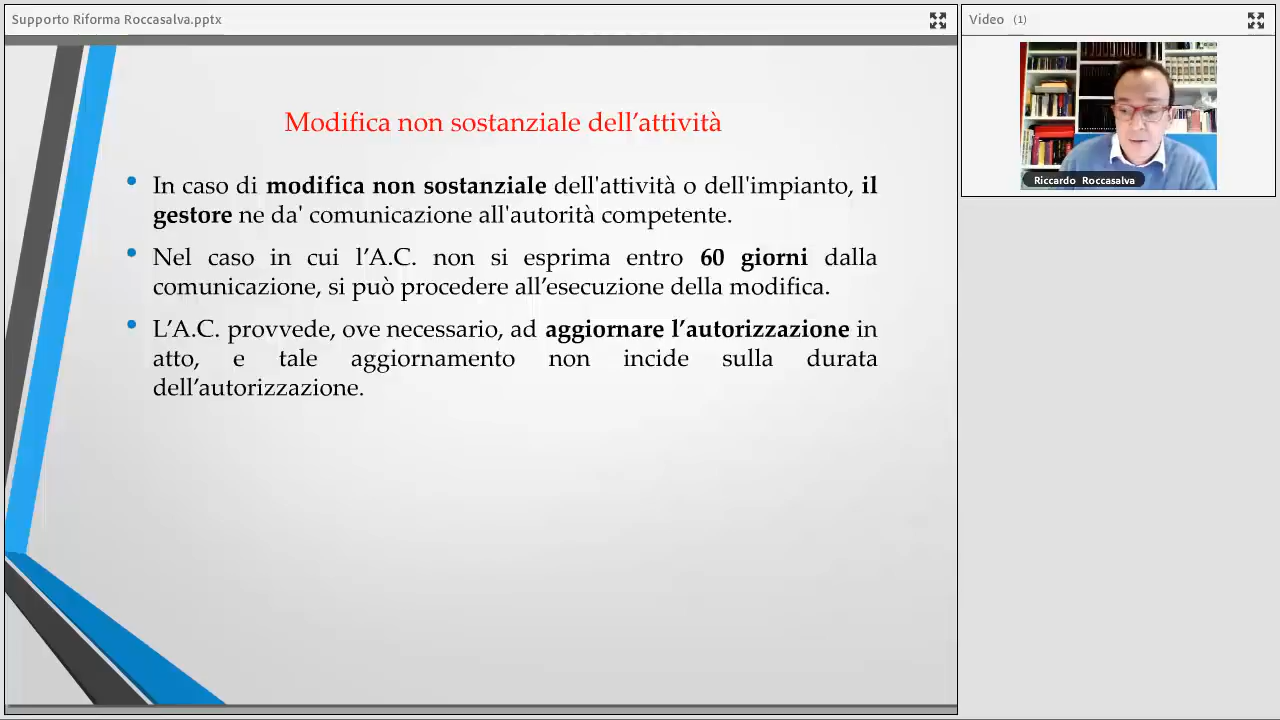 Supporto Riforma Roccasalva.pptx
Video (1)
Riccardo Roccasalva
Modifica non sostanziale dell’attività
• In caso di modifica non sostanziale dell'attività o dell'impianto, il
gestore ne da' comunicazione all'autorità competente.
• Nel caso in cui l’A.C. non si esprima entro 60 giorni dalla
comunicazione, si può procedere all’esecuzione della modifica.
• L’A.C. provvede, ove necessario, ad aggiornare l’autorizzazione in
atto, e tale aggiornamento non incide sulla durata
dell’autorizzazione.